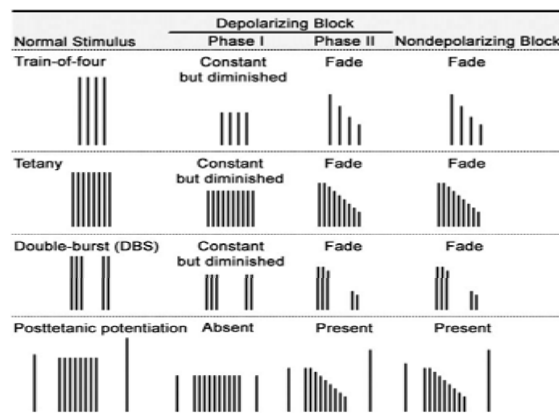 Depolarizing Block
Normal Stimulus Phase I Phase II Nondepolarizing Block
Train-of-four Constant Fade Fade
but diminished
Tetany Constant Fade Fade
but diminished
Double-burst (DBS) Constant Fade Fade
but diminished
Posttetanic potentiation Absent Present Present